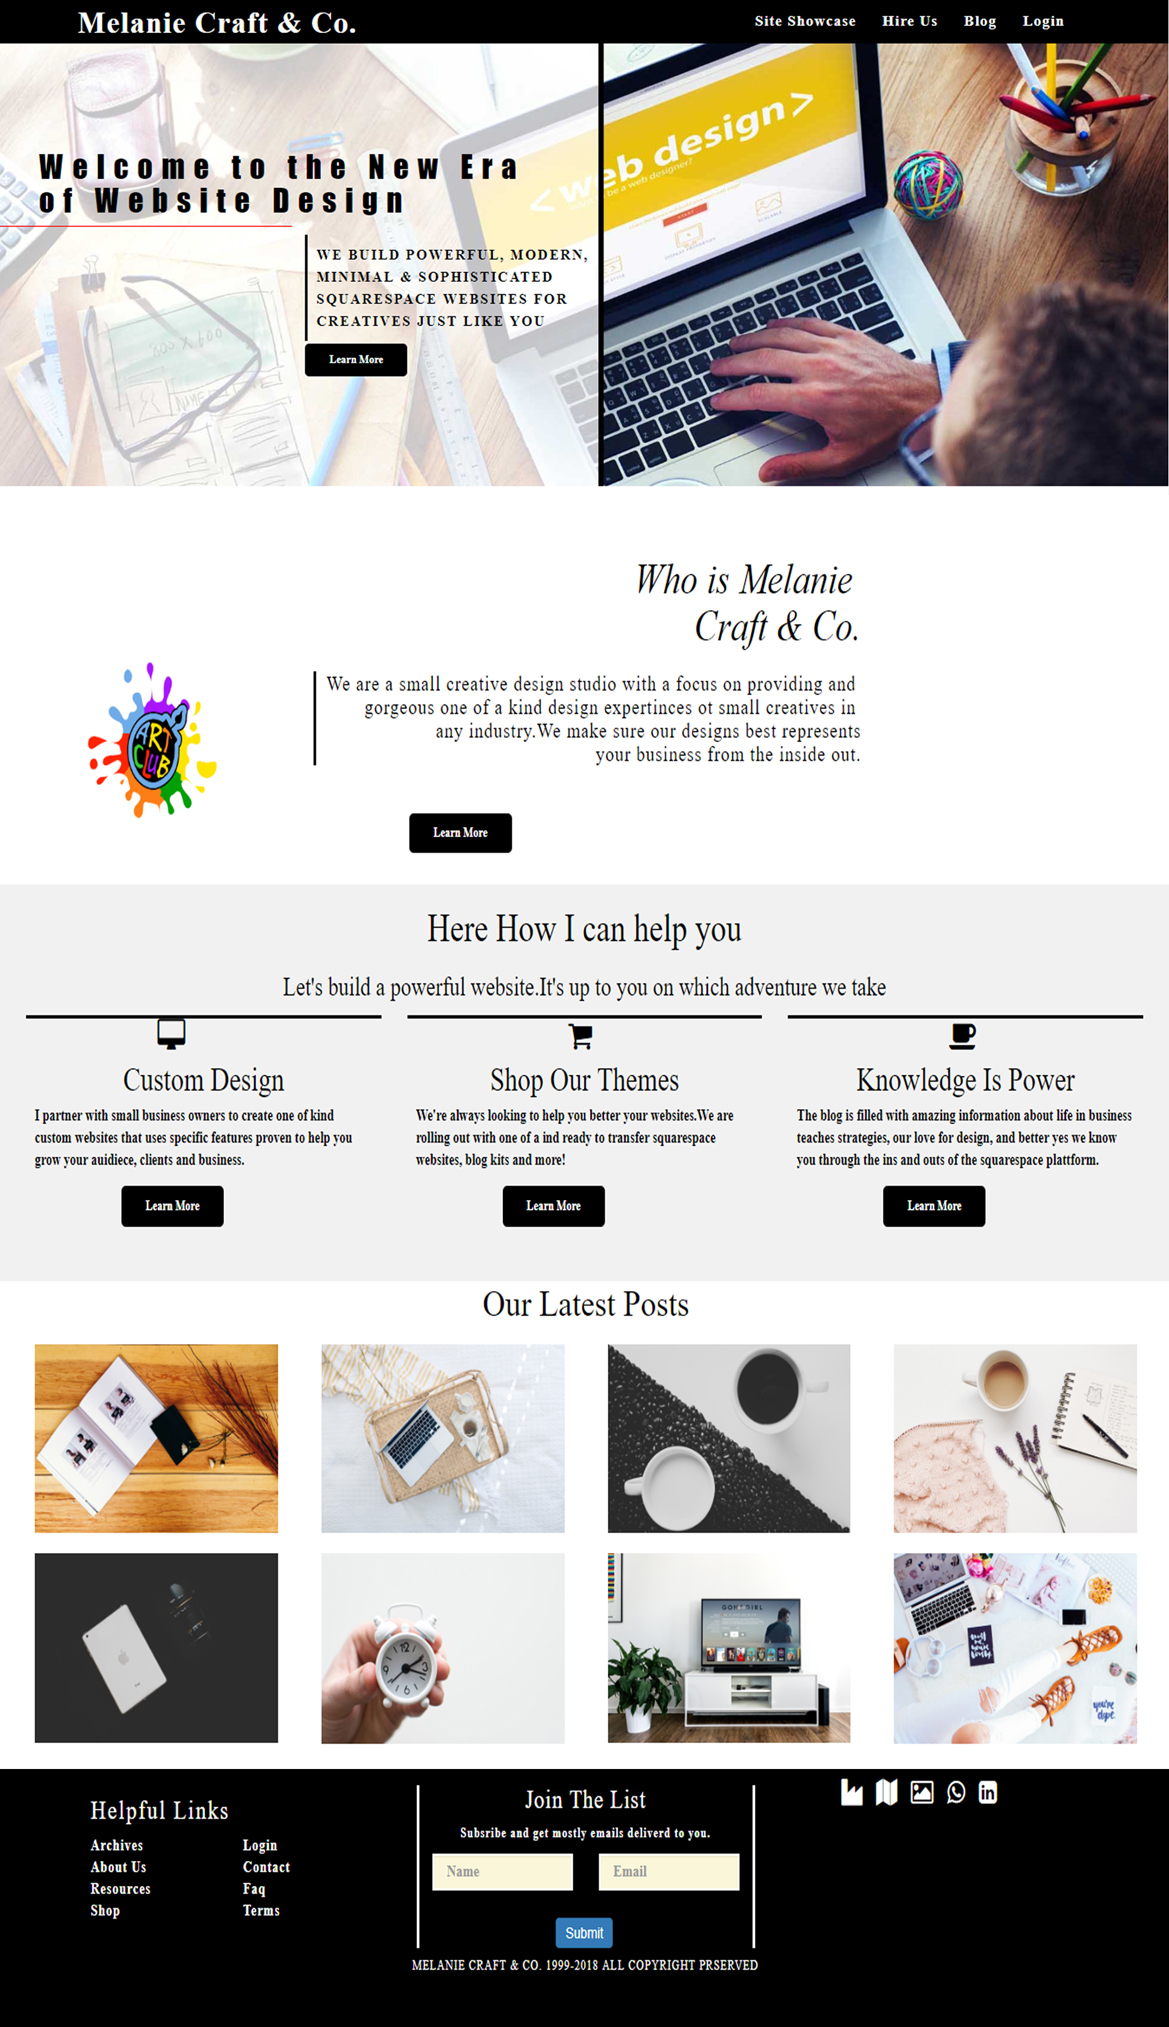 Melanie Craft & Co.
Site Showcase Hire Us Blog Login
Welcome to the New Era
of Website Design
WE BUILD POWERFUL, MODERN,
MINIMAL & SOPHISTICATED
SQUARESPACE WEBSITES FOR
CREATIVES JUST LIKE YOU
Learn More
<web design>
be a web designer?
START
Who is Melanie
Craft & Co.
We are a small creative design studio with a focus on providing and
gorgeous one of a kind design expertinces ot small creatives in
any industry.We make sure our designs best represents
your business from the inside out.
ART
CLUB
Learn More
Here How I can help you
Let's build a powerful website.It's up to you on which adventure we take
Custom Design
I partner with small business owners to create one of kind
custom websites that uses specific features proven to help you
grow your auidiece, clients and business.
Learn More
Shop Our Themes
We're always looking to help you better your websites.We are
rolling out with one of a ind ready to transfer squarespace
websites, blog kits and more!
Learn More
Knowledge Is Power
The blog is filled with amazing information about life in business
teaches strategies, our love for design, and better yes we know
you through the ins and outs of the squarespace plattform.
Learn More
Our Latest Posts
GONE GIRL
you're
dope
Helpful Links
Archives Login
About Us Contact
Resources Faq
Shop Terms
Join The List
Subsribe and get mostly emails deliverd to you.
Name Email
Submit
in
MELANIE CRAFT & CO. 1999-2018 ALL COPYRIGHT PRSERVED